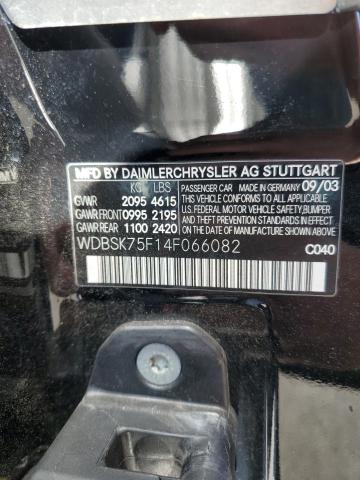 MFD BY DAIMLERCHRYSLER AG STUTTGART
KG LBS
GVWR 2095 4615
GAWR FRONT 0995 2195
GAWR REAR 1100 2420
PASSENGER CAR MADE IN GERMANY 09/03
THIS VEHICLE CONFORMS TO ALL APPLICABLE
U.S. FEDERAL MOTOR VEHICLE SAFETY
BUMPER, AND THEFT PREVENTION
STANDARDS IN EFFECT ON THE DATE
OF MANUFACTURE SHOWN ABOVE.
WDBSK75F14F066082
C040